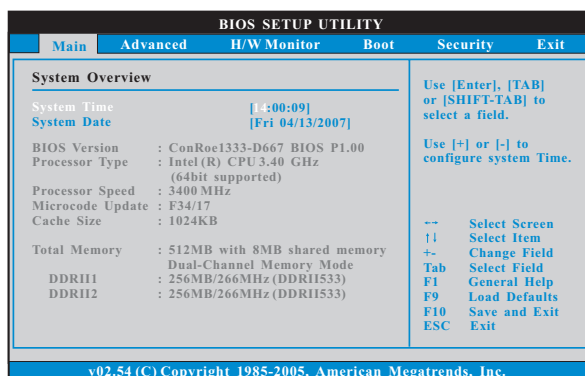 BIOS SETUP UTILITY
Main Advanced H/W Monitor Boot Security Exit
System Overview
System Time [14:00:09]
System Date [Fri 04/13/2007]
BIOS Version : ConRoe1333-D667 BIOS P1.00
Processor Type : Intel (R) CPU 3.40 GHz
(64bit supported)
Processor Speed : 3400 MHz
Microcode Update : F34/17
Cache Size : 1024KB
Total Memory : 512MB with 8MB shared memory
Dual-Channel Memory Mode
DDRII1 : 256MB/266MHz (DDRII533)
DDRII2 : 256MB/266MHz (DDRII533)
Use [Enter], [TAB]
or [SHIFT-TAB] to
select a field.
Use [+] or [-] to
configure system Time.
←→ Select Screen
↑↓ Select Item
+- Change Field
Tab Select Field
F1 General Help
F9 Load Defaults
F10 Save and Exit
ESC Exit
v02.54 (C) Copyright 1985-2005, American Megatrends, Inc.